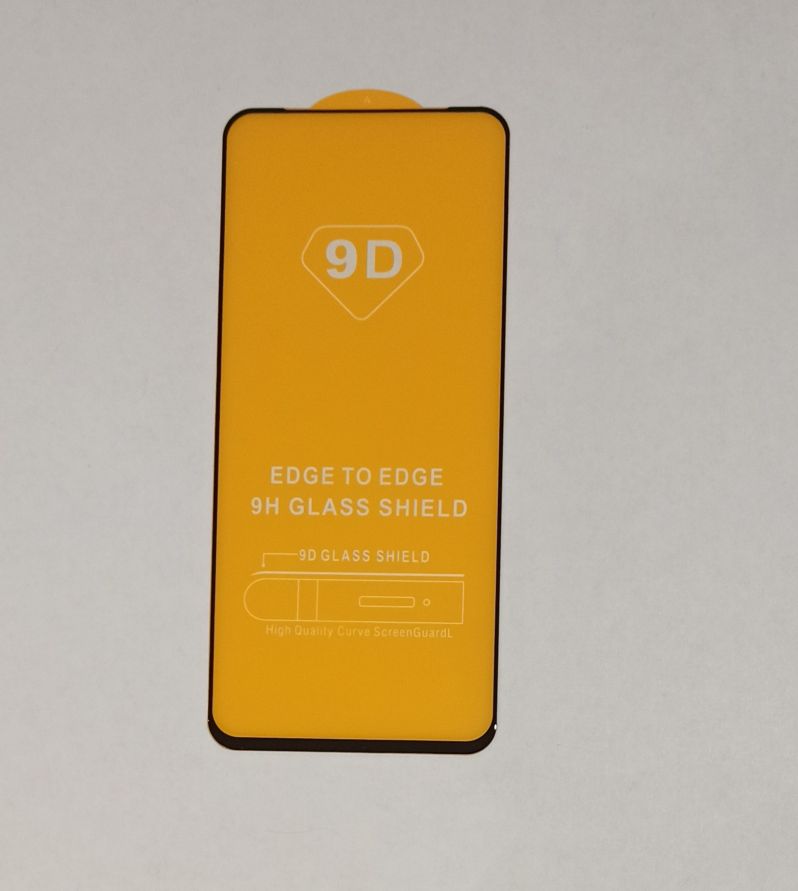 9D
EDGE TO EDGE
9H GLASS SHIELD
9D GLASS SHIELD
High Quality Curve ScreenGuardL